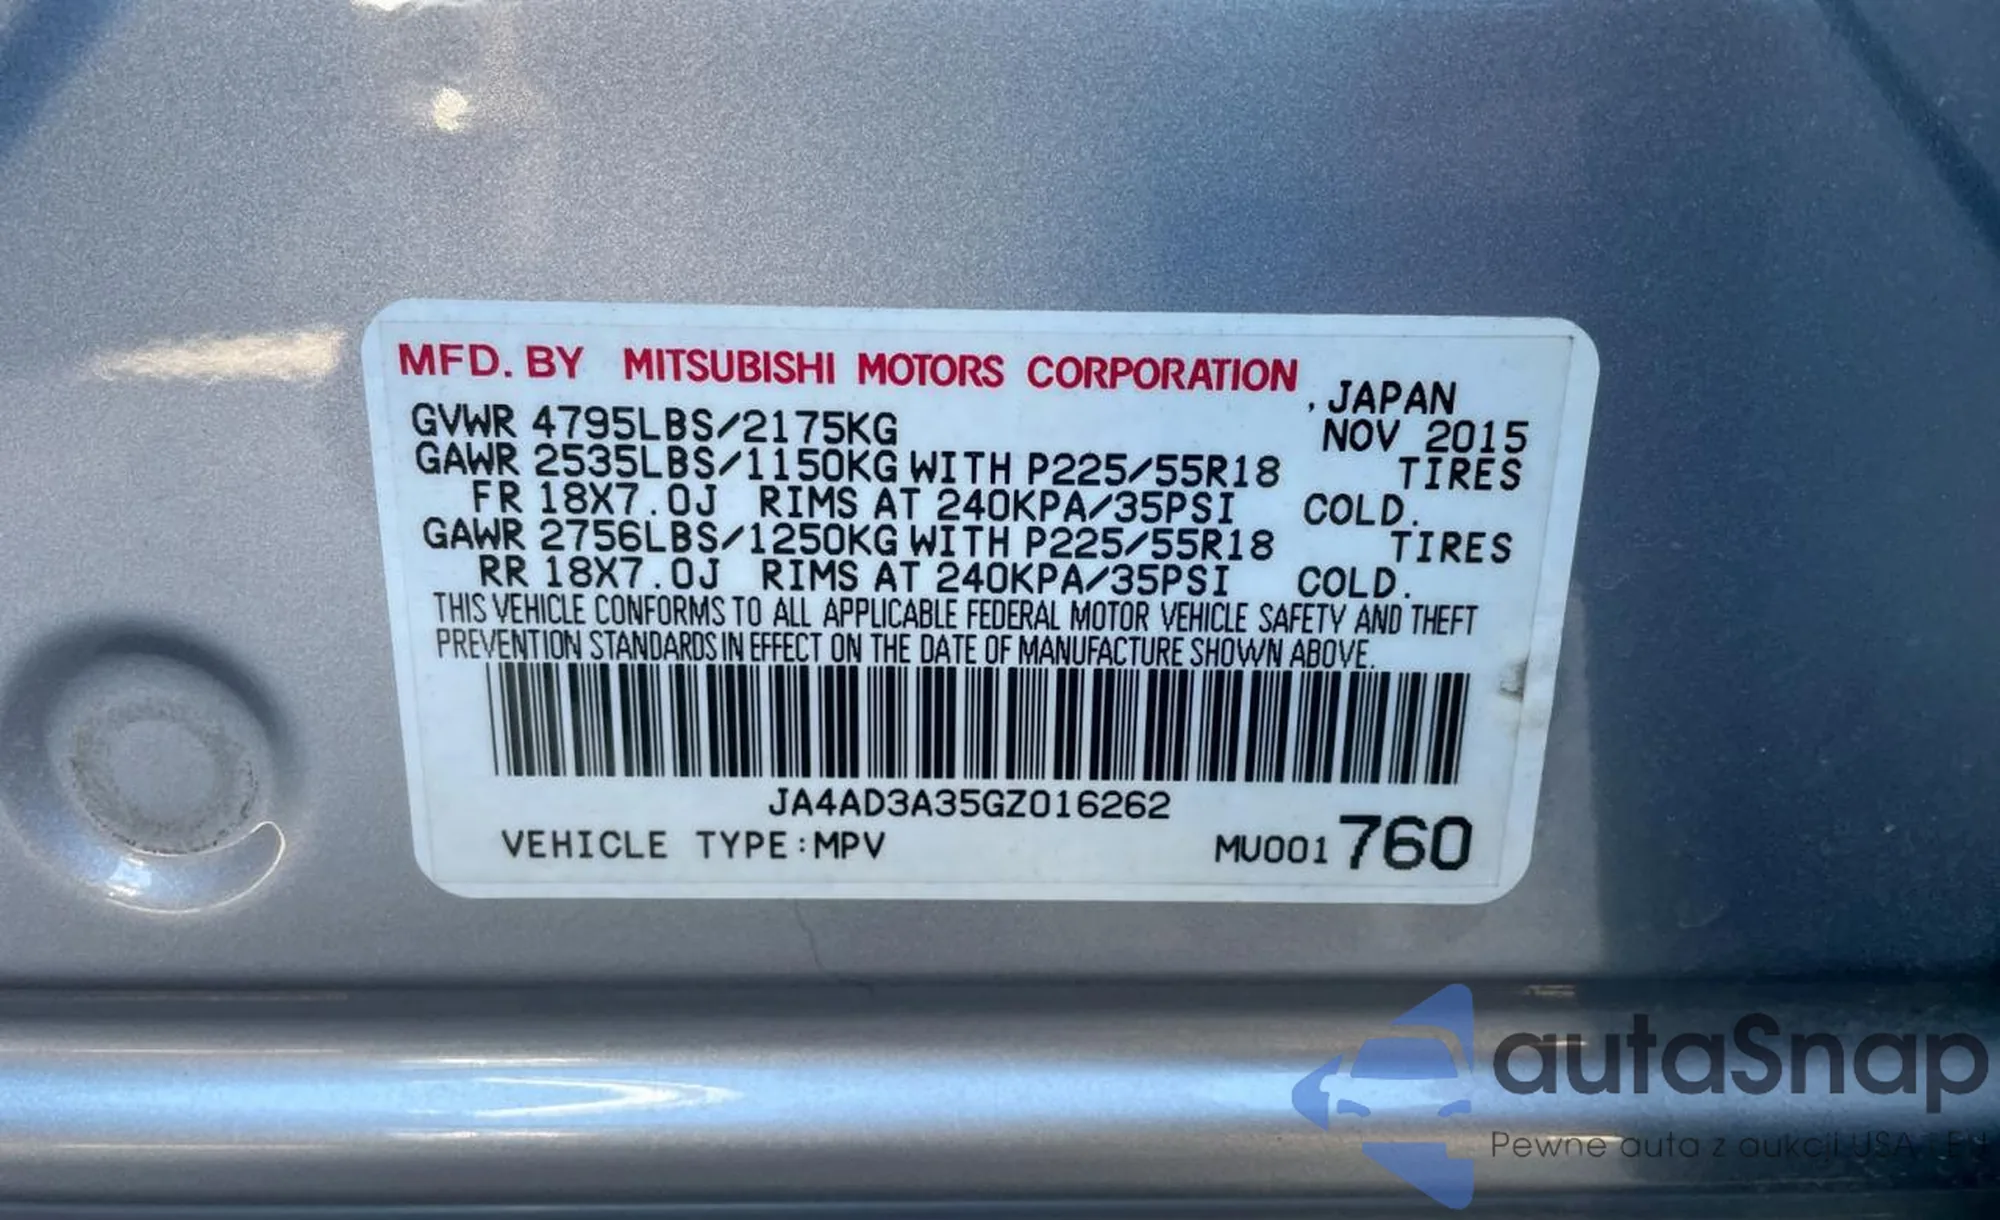 MFD. BY MITSUBISHI MOTORS CORPORATION , JAPAN
GVWR 4795LBS/2175KG NOV 2015
GAWR 2535LBS/1150KG WITH P225/55R18 TIRES
FR 18X7.0J RIMS AT 240KPA/35PSI COLD.
GAWR 2756LBS/1250KG WITH P225/55R18 TIRES
RR 18X7.0J RIMS AT 240KPA/35PSI COLD.
THIS VEHICLE CONFORMS TO ALL APPLICABLE FEDERAL MOTOR VEHICLE SAFETY AND THEFT
PREVENTION STANDARDS IN EFFECT ON THE DATE OF MANUFACTURE SHOWN ABOVE.
JA4AD3A35GZ016262
VEHICLE TYPE:MPV MU001760
autaSnap
Pewne auta z aukcji USA i EU